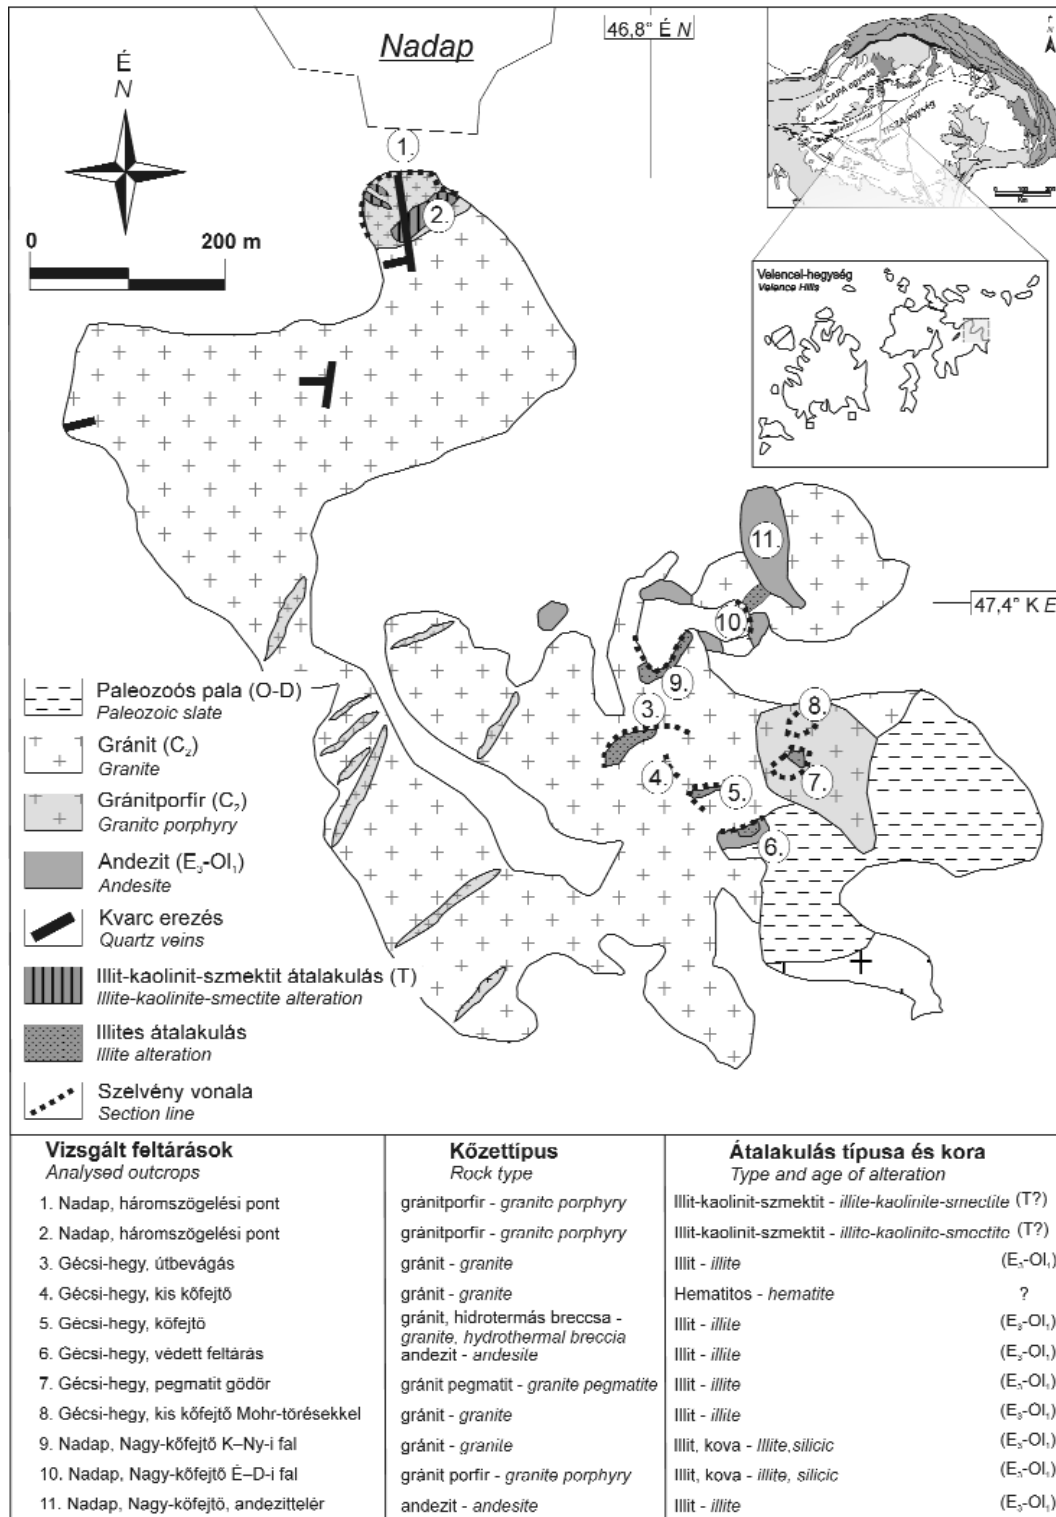 Nadap
46,8° É N
É
N
0 200 m
ALCAPA egység
TISZA egység
N
Km
Velencei-hegység
Velence Hills
1.
2.
11.
47,4° K E
10.
9.
3.
8.
4.
7.
5.
6.
Paleozoós pala (O-D)
Paleozoic slate
Gránit (C₂)
Granite
Gránitporfír (C₂)
Granite porphyry
Andezit (E₃-Ol₁)
Andesite
Kvarc erezés
Quartz veins
Illit-kaolinit-szmektit átalakulás (T)
Illite-kaolinite-smectite alteration
Illites átalakulás
Illite alteration
Szelvény vonala
Section line
Vizsgált feltárások Kőzettípus Átalakulás típusa és kora
Analysed outcrops Rock type Type and age of alteration
1. Nadap, háromszögelési pont gránitporfír - granite porphyry Illit-kaolinit-szmektit - illite-kaolinite-smectite (T?)
2. Nadap, háromszögelési pont gránitporfír - granite porphyry Illit-kaolinit-szmektit - illite-kaolinite-smectite (T?)
3. Gécsi-hegy, útbevágás gránit - granite Illit - illite (E₃-Ol₁)
4. Gécsi-hegy, kis kőfejtő gránit - granite Hematitos - hematite ?
5. Gécsi-hegy, kőfejtő gránit, hidrotermás breccsa - granite, hydrothermal breccia Illit - illite (E₃-Ol₁)
6. Gécsi-hegy, védett feltárás andezit - andesite Illit - illite (E₃-Ol₁)
7. Gécsi-hegy, pegmatit gödör gránit pegmatit - granite pegmatite Illit - illite (E₃-Ol₁)
8. Gécsi-hegy, kis kőfejtő Mohr-törésekkel gránit - granite Illit - illite (E₃-Ol₁)
9. Nadap, Nagy-kőfejtő K–Ny-i fal gránit - granite Illit, kova - Illite,silicic (E₃-Ol₁)
10. Nadap, Nagy-kőfejtő É–D-i fal gránit porfír - granite porphyry Illit, kova - illite, silicic (E₃-Ol₁)
11. Nadap, Nagy-kőfejtő, andezittelér andezit - andesite Illit - illite (E₃-Ol₁)